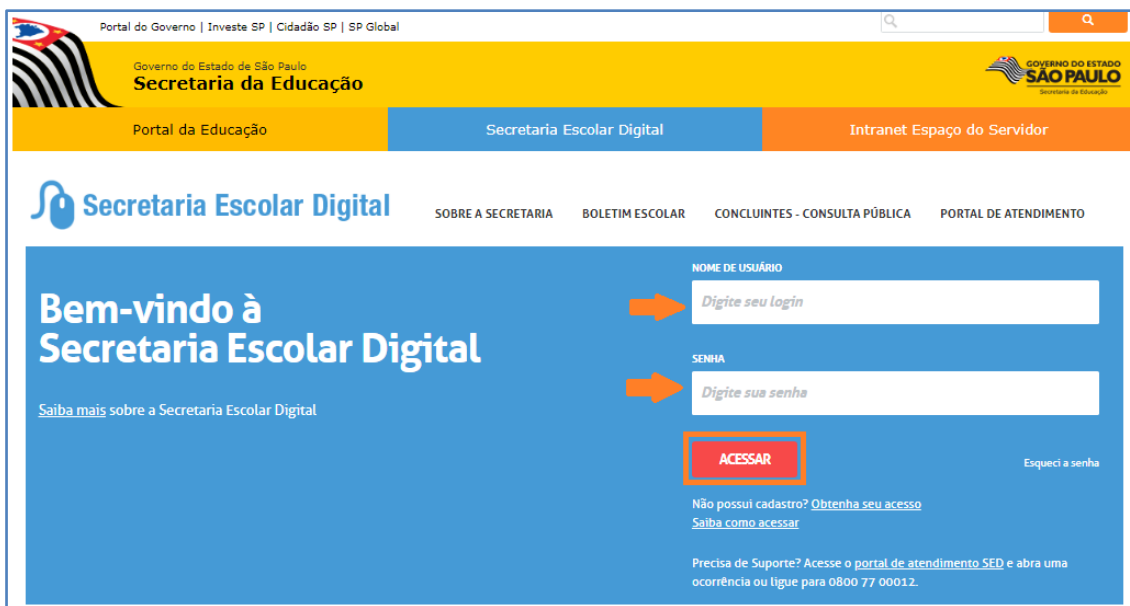 Portal do Governo | Investe SP | Cidadão SP | SP Global
Governo do Estado de São Paulo
Secretaria da Educação
GOVERNO DO ESTADO
SÃO PAULO
Secretaria da Educação
Portal da Educação
Secretaria Escolar Digital
Intranet Espaço do Servidor
Secretaria Escolar Digital
SOBRE A SECRETARIA
BOLETIM ESCOLAR
CONCLUINTES - CONSULTA PÚBLICA
PORTAL DE ATENDIMENTO
Bem-vindo à
Secretaria Escolar Digital
Saiba mais sobre a Secretaria Escolar Digital
NOME DE USUÁRIO
Digite seu login
SENHA
Digite sua senha
ACESSAR
Esqueci a senha
Não possui cadastro? Obtenha seu acesso
Saiba como acessar
Precisa de Suporte? Acesse o portal de atendimento SED e abra uma
ocorrência ou ligue para 0800 77 00012.